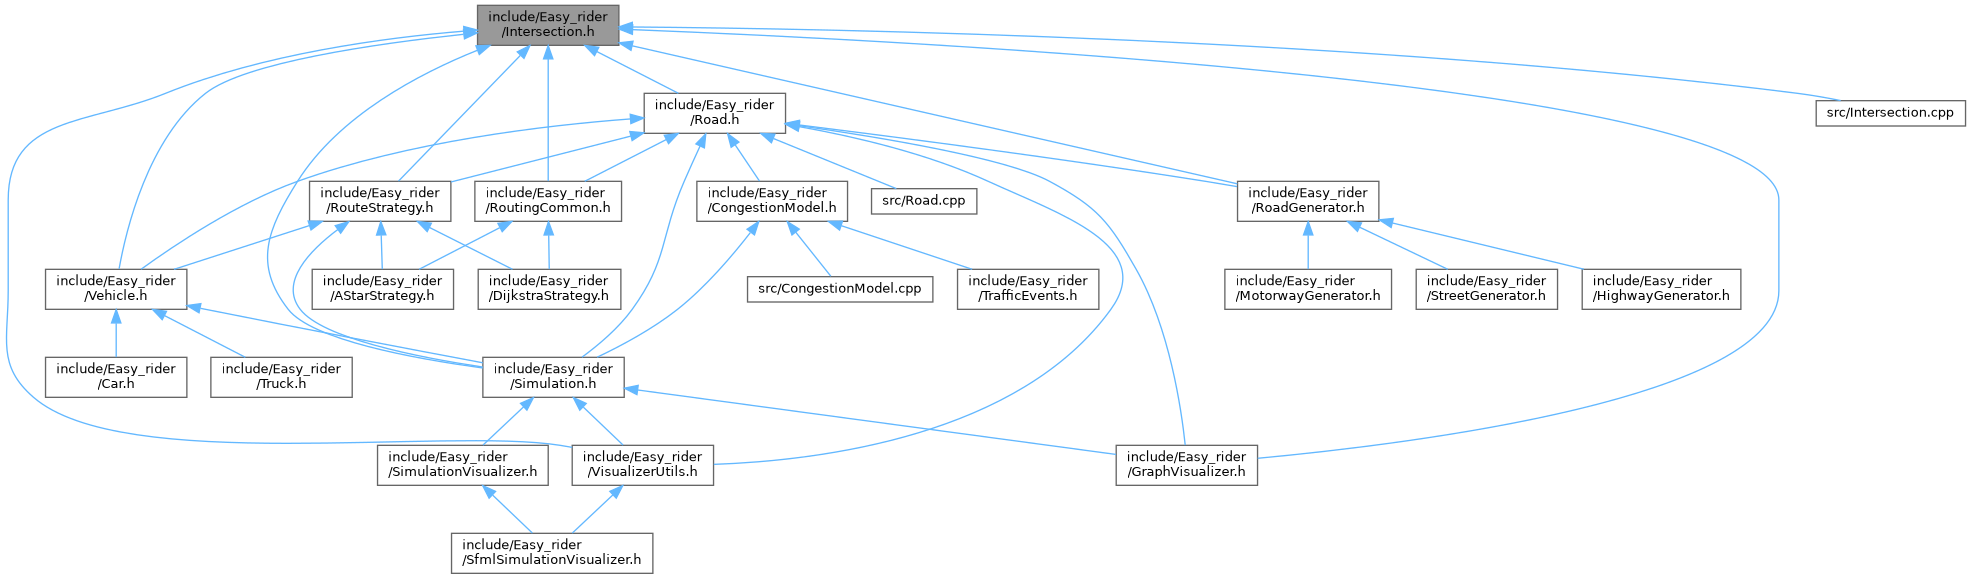 include/Easy_rider
/Intersection.h
include/Easy_rider
/Road.h
src/Intersection.cpp
include/Easy_rider
/RouteStrategy.h
include/Easy_rider
/RoutingCommon.h
include/Easy_rider
/CongestionModel.h
src/Road.cpp
include/Easy_rider
/RoadGenerator.h
include/Easy_rider
/Vehicle.h
include/Easy_rider
/AStarStrategy.h
include/Easy_rider
/DijkstraStrategy.h
src/CongestionModel.cpp
include/Easy_rider
/TrafficEvents.h
include/Easy_rider
/MotorwayGenerator.h
include/Easy_rider
/StreetGenerator.h
include/Easy_rider
/HighwayGenerator.h
include/Easy_rider
/Car.h
include/Easy_rider
/Truck.h
include/Easy_rider
/Simulation.h
include/Easy_rider
/SimulationVisualizer.h
include/Easy_rider
/VisualizerUtils.h
include/Easy_rider
/GraphVisualizer.h
include/Easy_rider
/SfmlSimulationVisualizer.h